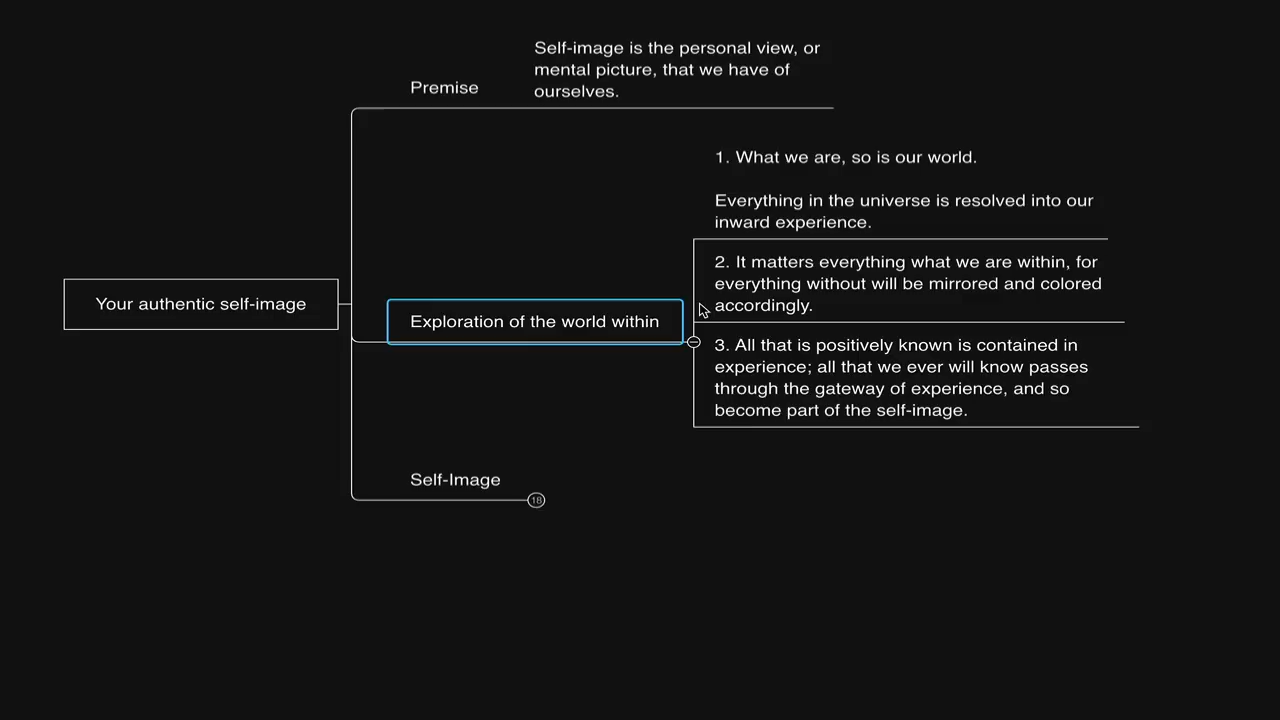 Self-image is the personal view, or
mental picture, that we have of
ourselves.
Premise
1. What we are, so is our world.
Everything in the universe is resolved into our
inward experience.
2. It matters everything what we are within, for
everything without will be mirrored and colored
accordingly.
Your authentic self-image
Exploration of the world within
3. All that is positively known is contained in
experience; all that we ever will know passes
through the gateway of experience, and so
become part of the self-image.
Self-Image
18